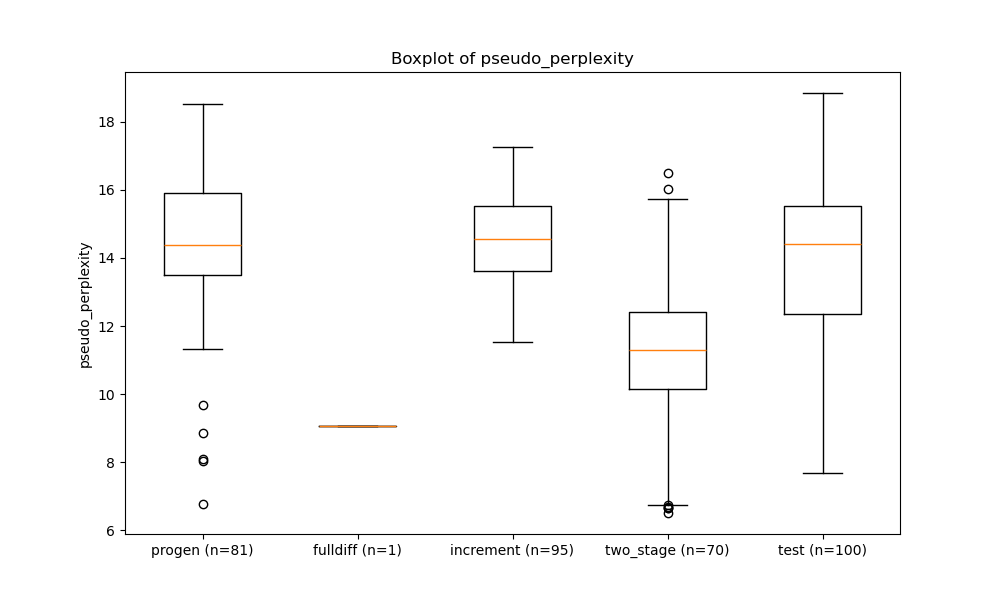 Boxplot of pseudo_perplexity
pseudo_perplexity
18
16
14
12
10
8
6
progen (n=81)
fulldiff (n=1)
increment (n=95)
two_stage (n=70)
test (n=100)